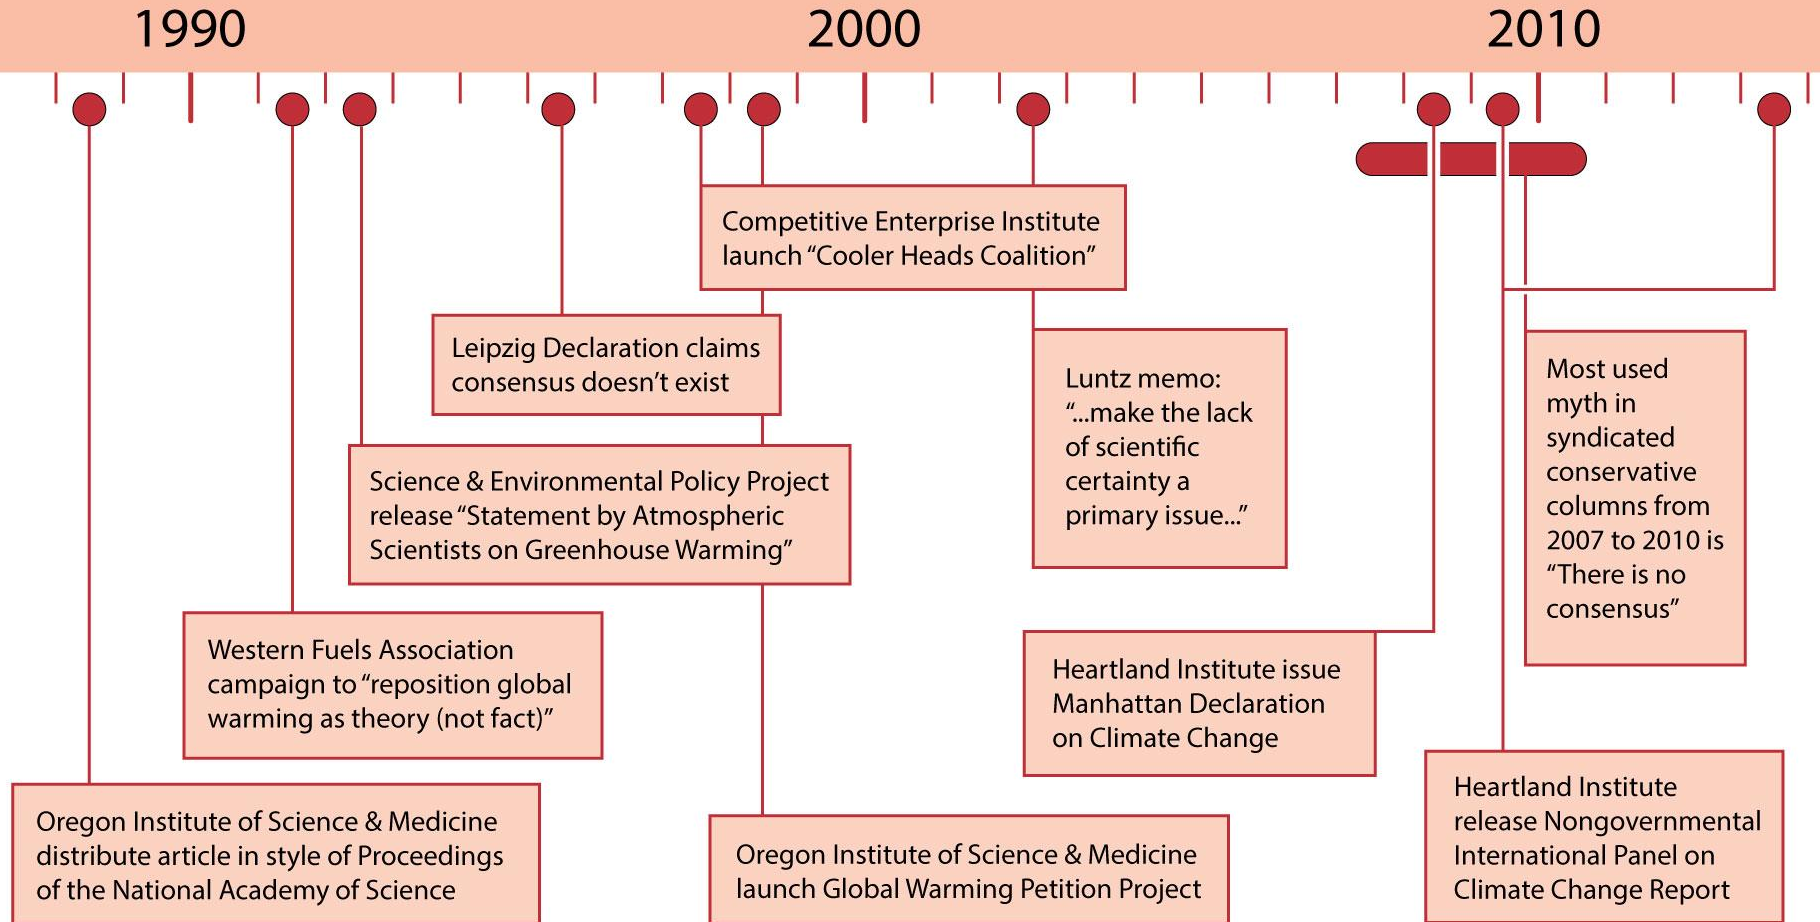 1990
2000
2010
Competitive Enterprise Institute
launch “Cooler Heads Coalition”
Leipzig Declaration claims
consensus doesn’t exist
Luntz memo:
“...make the lack
of scientific
certainty a
primary issue...”
Most used
myth in
syndicated
conservative
columns from
2007 to 2010 is
“There is no
consensus”
Science & Environmental Policy Project
release “Statement by Atmospheric
Scientists on Greenhouse Warming”
Western Fuels Association
campaign to “reposition global
warming as theory (not fact)”
Heartland Institute issue
Manhattan Declaration
on Climate Change
Oregon Institute of Science & Medicine
distribute article in style of Proceedings
of the National Academy of Science
Oregon Institute of Science & Medicine
launch Global Warming Petition Project
Heartland Institute
release Nongovernmental
International Panel on
Climate Change Report